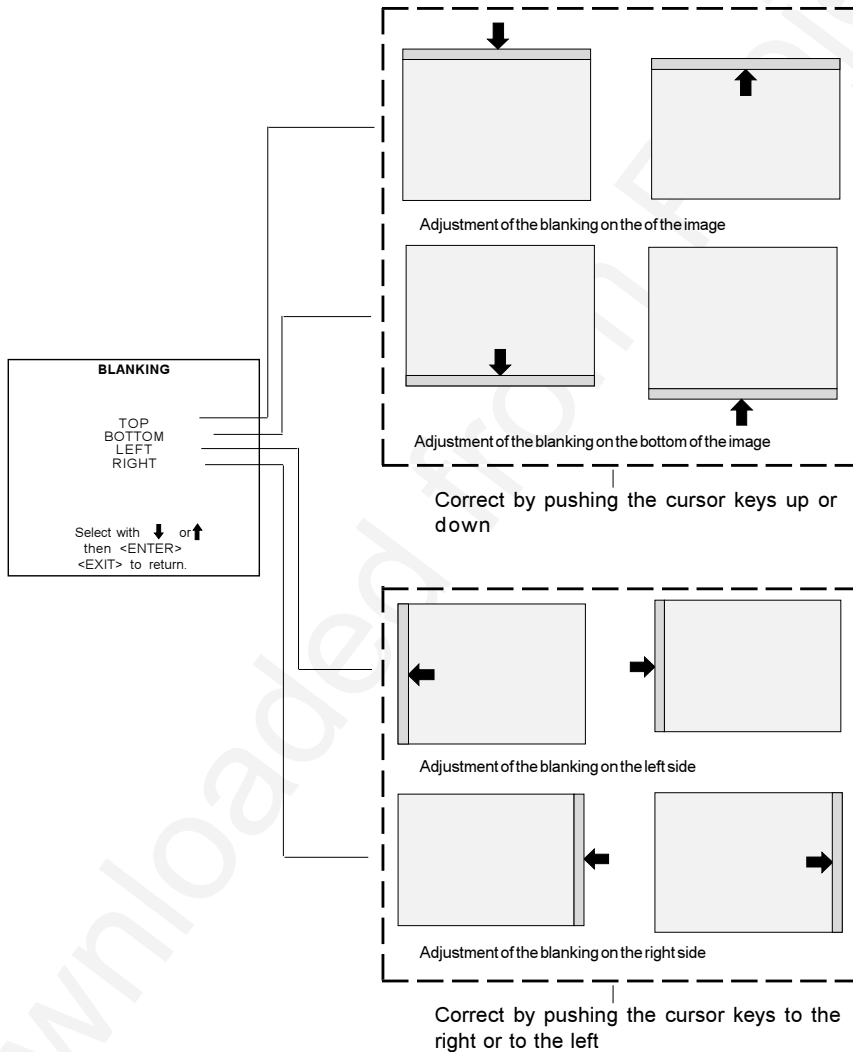 Adjustment of the blanking on the of the image
Adjustment of the blanking on the bottom of the image
Correct by pushing the cursor keys up or
down
BLANKING
TOP
BOTTOM
LEFT
RIGHT
Select with ⬇ or ⬆
then <ENTER>
<EXIT> to return.
Adjustment of the blanking on the left side
Adjustment of the blanking on the right side
Correct by pushing the cursor keys to the
right or to the left
wnloaded from